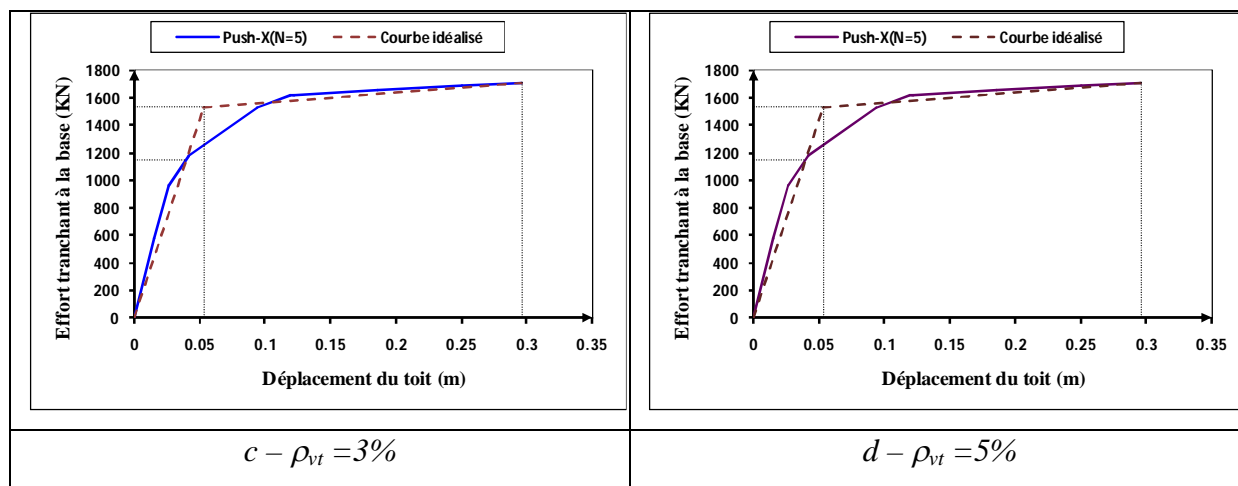 Push-X(N=5) Courbe idéalisé
Effort tranchant à la base (KN)
1800
1600
1400
1200
1000
800
600
400
200
0
0 0.05 0.1 0.15 0.2 0.25 0.3 0.35
Déplacement du toit (m)
c – ρvt =3%
Push-X(N=5) Courbe idéalisé
Effort tranchant à la base (KN)
1800
1600
1400
1200
1000
800
600
400
200
0
0 0.05 0.1 0.15 0.2 0.25 0.3 0.35
Déplacement du toit (m)
d – ρvt =5%